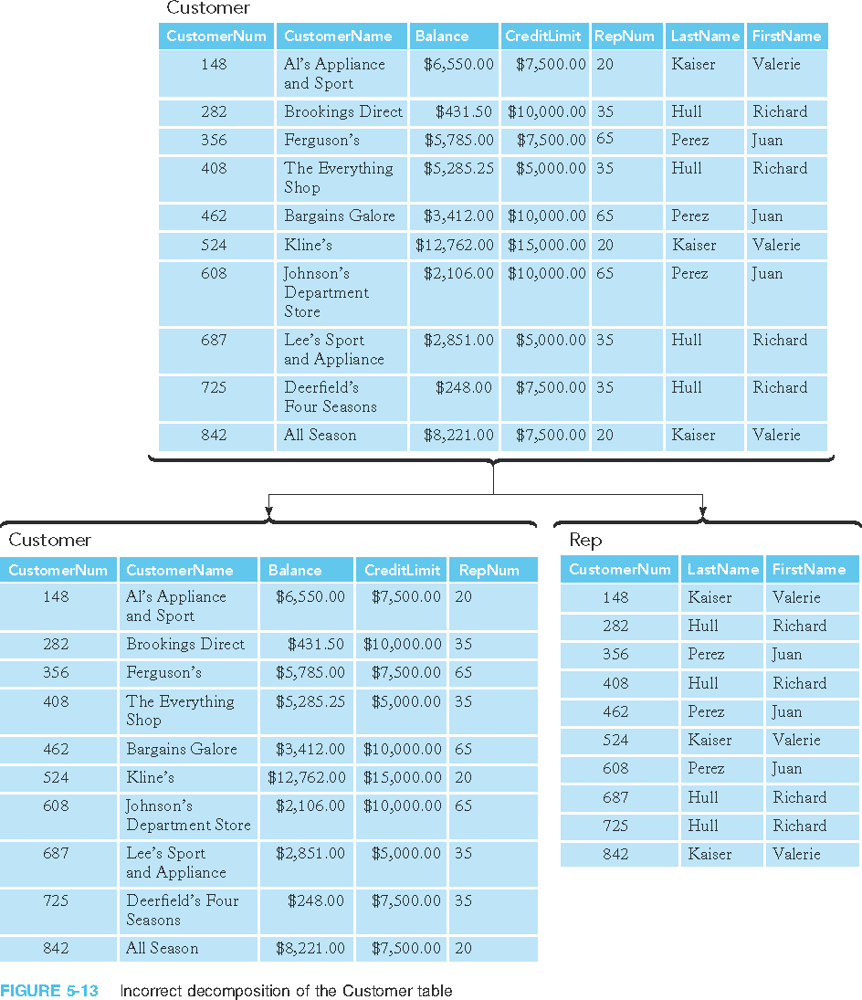 Customer
CustomerNum CustomerName Balance CreditLimit RepNum LastName FirstName
148 Al's Appliance and Sport $6,550.00 $7,500.00 20 Kaiser Valerie
282 Brookings Direct $431.50 $10,000.00 35 Hull Richard
356 Ferguson's $5,785.00 $7,500.00 65 Perez Juan
408 The Everything Shop $5,285.25 $5,000.00 35 Hull Richard
462 Bargains Galore $3,412.00 $10,000.00 65 Perez Juan
524 Kline's $12,762.00 $15,000.00 20 Kaiser Valerie
608 Johnson's Department Store $2,106.00 $10,000.00 65 Perez Juan
687 Lee's Sport and Appliance $2,851.00 $5,000.00 35 Hull Richard
725 Deerfield's Four Seasons $248.00 $7,500.00 35 Hull Richard
842 All Season $8,221.00 $7,500.00 20 Kaiser Valerie
Customer
CustomerNum CustomerName Balance CreditLimit RepNum
148 Al's Appliance and Sport $6,550.00 $7,500.00 20
282 Brookings Direct $431.50 $10,000.00 35
356 Ferguson's $5,785.00 $7,500.00 65
408 The Everything Shop $5,285.25 $5,000.00 35
462 Bargains Galore $3,412.00 $10,000.00 65
524 Kline's $12,762.00 $15,000.00 20
608 Johnson's Department Store $2,106.00 $10,000.00 65
687 Lee's Sport and Appliance $2,851.00 $5,000.00 35
725 Deerfield's Four Seasons $248.00 $7,500.00 35
842 All Season $8,221.00 $7,500.00 20
Rep
CustomerNum LastName FirstName
148 Kaiser Valerie
282 Hull Richard
356 Perez Juan
408 Hull Richard
462 Perez Juan
524 Kaiser Valerie
608 Perez Juan
687 Hull Richard
725 Hull Richard
842 Kaiser Valerie
FIGURE 5-13 Incorrect decomposition of the Customer table